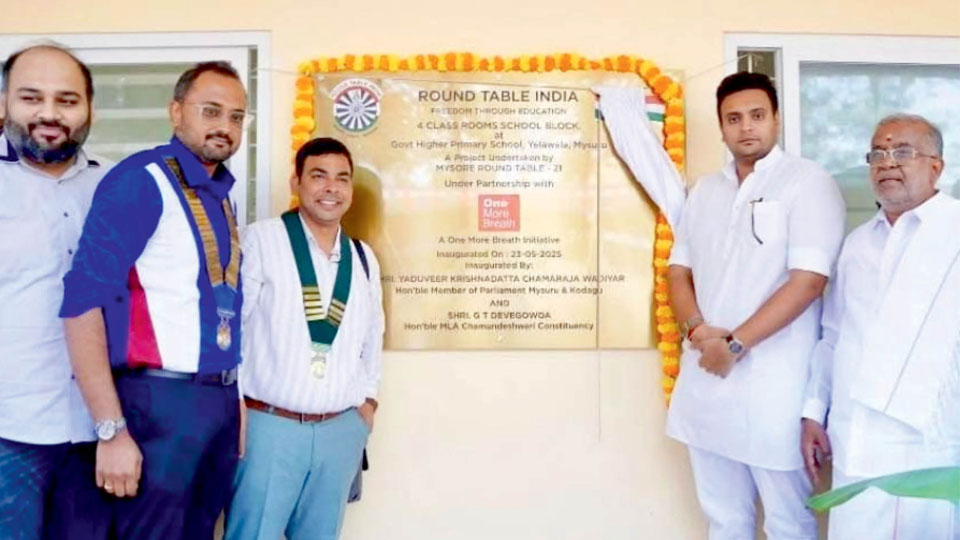 ROUND TABLE INDIA
FREEDOM THROUGH EDUCATION
4 CLASS ROOMS SCHOOL BLOCK,
at
Govt Higher Primary School, Yelawala, Mysuru
A Project Undertaken by
MYSORE ROUND TABLE - 21
Under Partnership with
One
More
Breath
A One More Breath Initiative
Inaugurated On : 23-05-2025
Inaugurated By:
RI. YADUVEER KRISHNADATTA CHAMARAJA WADIYAR
Hon'ble Member of Parliament Mysuru & Kodagu
AND
SHRI. G T DEVEGOWDA
Hon'ble MLA Chamundeshwari Constituency